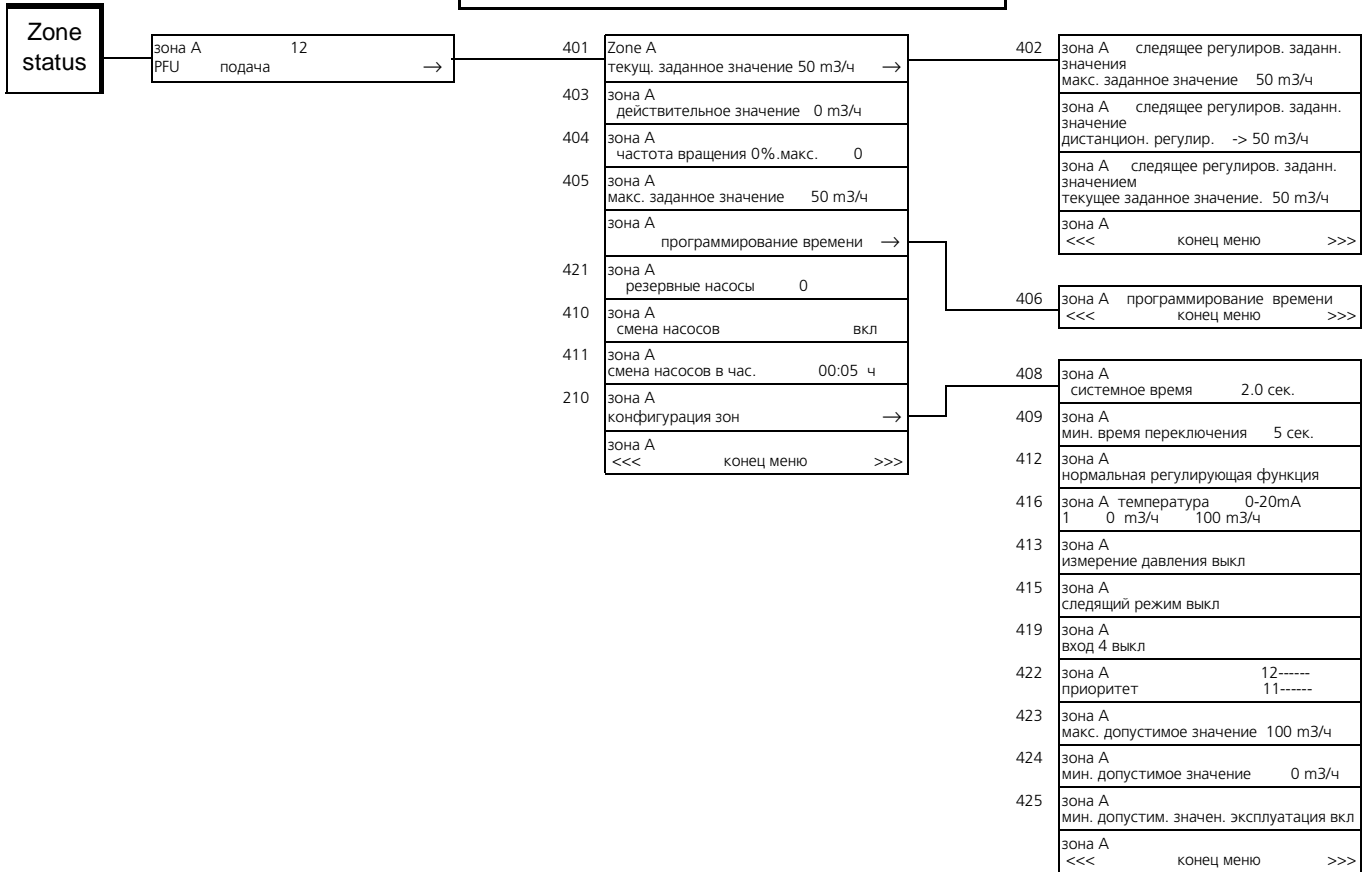 Zone
status
зона A 12
PFU подача →
401 Zone A
текущ. заданное значение 50 m3/ч →
403 зона A
действительное значение 0 m3/ч
404 зона A
частота вращения 0%.макс. 0
405 зона A
макс. заданное значение 50 m3/ч
зона A
программирование времени →
421 зона A
резервные насосы 0
410 зона A
смена насосов вкл
411 зона A
смена насосов в час. 00:05 ч
210 зона A
конфигурация зон →
зона A
<<< конец меню >>>
402 зона A следящее регулиров. заданн.
значения
макс. заданное значение 50 m3/ч
зона A следящее регулиров. заданн.
значение
дистанцион. регулир. -> 50 m3/ч
зона A следящее регулиров. заданн.
значением
текущее заданное значение. 50 m3/ч
зона A
<<< конец меню >>>
406 зона A программирование времени
<<< конец меню >>>
408 зона A
системное время 2.0 сек.
409 зона A
мин. время переключения 5 сек.
412 зона A
нормальная регулирующая функция
416 зона A температура 0-20mA
1 0 m3/ч 100 m3/ч
413 зона A
измерение давления выкл
415 зона A
следящий режим выкл
419 зона A
вход 4 выкл
422 зона A 12------
приоритет 11------
423 зона A
макс. допустимое значение 100 m3/ч
424 зона A
мин. допустимое значение 0 m3/ч
425 зона A
мин. допустим. значен. эксплуатация вкл
зона A
<<< конец меню >>>